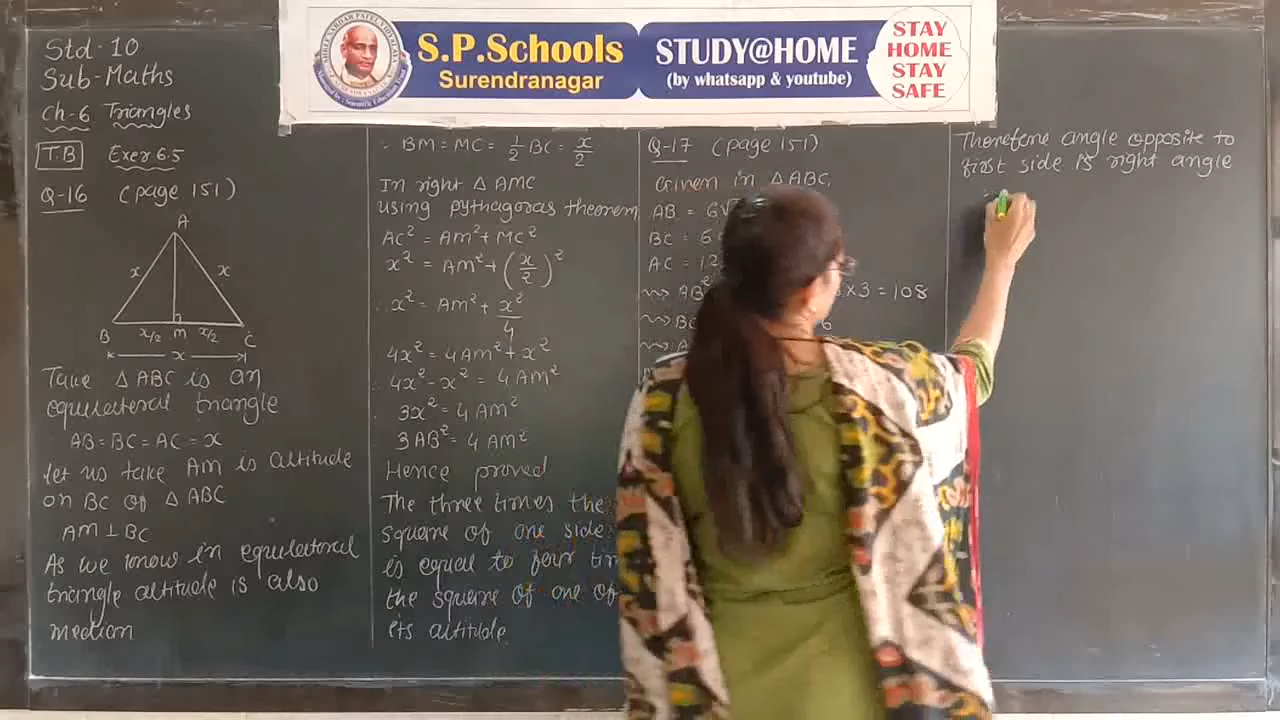 S.P.Schools
Surendranagar
STUDY@HOME
(by whatsapp & youtube)
STAY
HOME
STAY
SAFE
Std-10
Sub-Maths
Ch-6 Triangles
T.B Exer 6.5
Q-16 (page 151)
A
x x
B x/2 M x/2 C
x
Take △ABC is an
equilateral triangle
AB=BC=AC=x
let us take AM is altitude
on BC of △ABC
AM⊥BC
As we know in equilateral
triangle altitude is also
median
∴ BM=MC= 1/2 BC= x/2
In right △AMC
using pythagoras theorem
AC²=AM²+MC²
x²=AM²+(x/2)²
∴ x²=AM²+x²/4
4x²=4AM²+x²
∴ 4x²-x²=4AM²
3x²=4AM²
3AB²=4AM²
Hence proved
The three times the
square of one side
is equal to four
the square of one of
its altitude
Q-17 (page 151)
Given in △ABC,
AB = 6√
BC = 6
AC = 12
AB² ×3=108
Therefore angle opposite to
first side is right angle